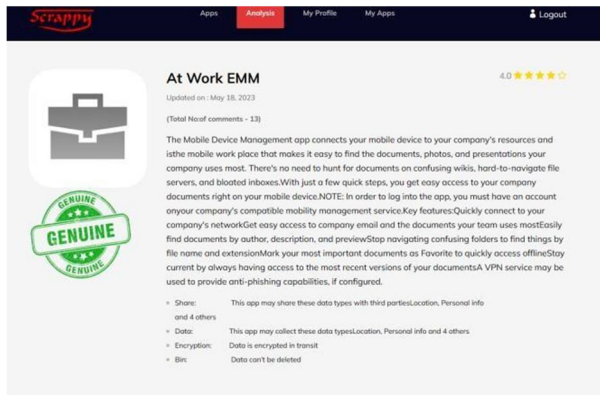 Scrappy
Apps Analysis My Profile My Apps Logout
At Work EMM
4.0
Updated on : May 18, 2023
(Total No:of comments - 13)
The Mobile Device Management app connects your mobile device to your company's resources and
isthe mobile work place that makes it easy to find the documents, photos, and presentations your
company uses most. There's no need to hunt for documents on confusing wikis, hard-to-navigate file
servers, and bloated inboxes.With just a few quick steps, you get easy access to your company
documents right on your mobile device.NOTE: In order to log into the app, you must have an account
onyour company's compatible mobility management service.Key features:Quickly connect to your
company's networkGet easy access to company email and the documents your team uses mostEasily
find documents by author, description, and previewStop navigating confusing folders to find things by
file name and extensionMark your most important documents as Favorite to quickly access offlineStay
current by always having access to the most recent versions of your documentsA VPN service may be
used to provide anti-phishing capabilities, if configured.
Share: This app may share these data types with third partiesLocation, Personal info
and 4 others
Data: This app may collect these data typesLocation, Personal info and 4 others
Encryption: Data is encrypted in transit
Bin: Data can't be deleted
GENUINE
GENUINE
GENUINE